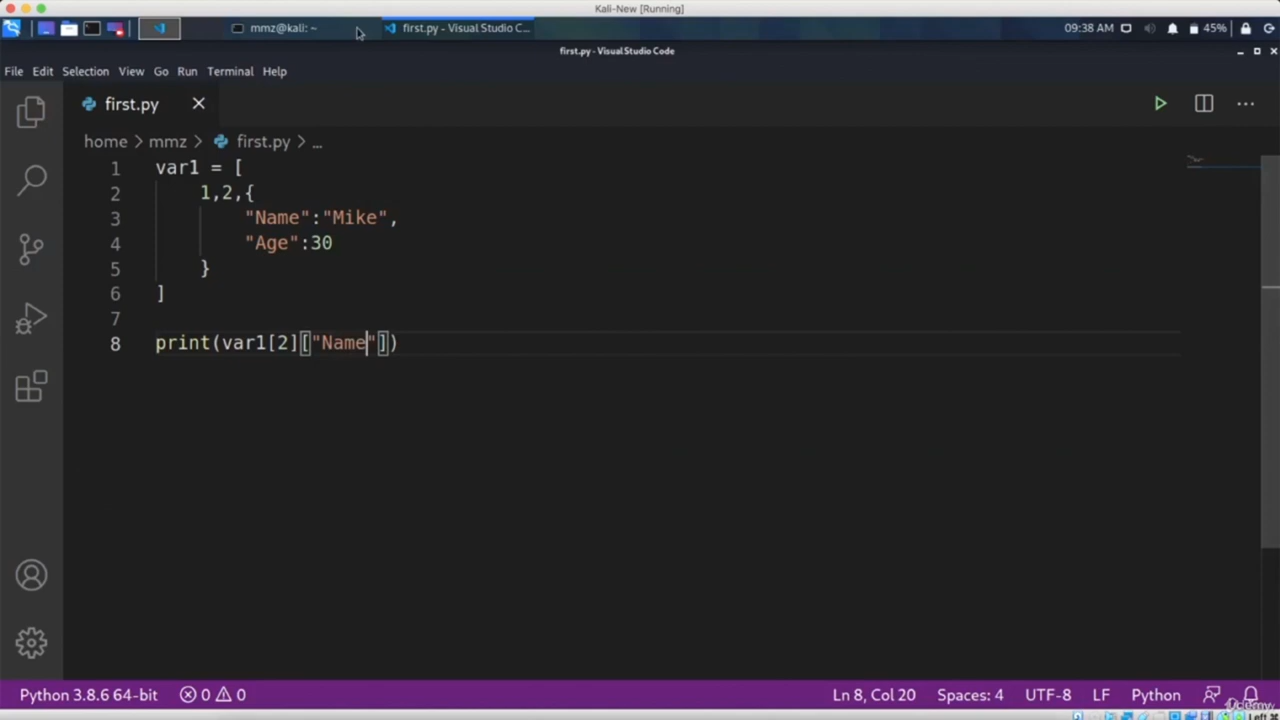 Kali-New [Running]
mmz@kali: ~
first.py - Visual Studio C...
09:38 AM
45%
first.py - Visual Studio Code
File Edit Selection View Go Run Terminal Help
first.py
home > mmz > first.py > ...
1 var1 = [
2 1,2,{
3 "Name":"Mike",
4 "Age":30
5 }
6 ]
7
8 print(var1[2]["Name"])
Python 3.8.6 64-bit 0 0 Ln 8, Col 20 Spaces: 4 UTF-8 LF Python
Udemy
Left ⌘